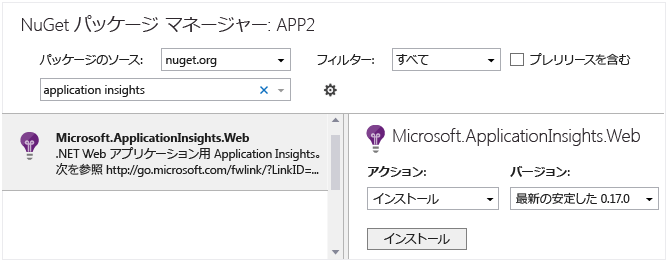 NuGet パッケージ マネージャー: APP2
パッケージのソース: nuget.org フィルター: すべて プレリリースを含む
application insights
Microsoft.ApplicationInsights.Web
.NET Web アプリケーション用 Application Insights。
次を参照 http://go.microsoft.com/fwlink/?LinkID=...
Microsoft.ApplicationInsights.Web
アクション: バージョン:
インストール 最新の安定した 0.17.0
インストール